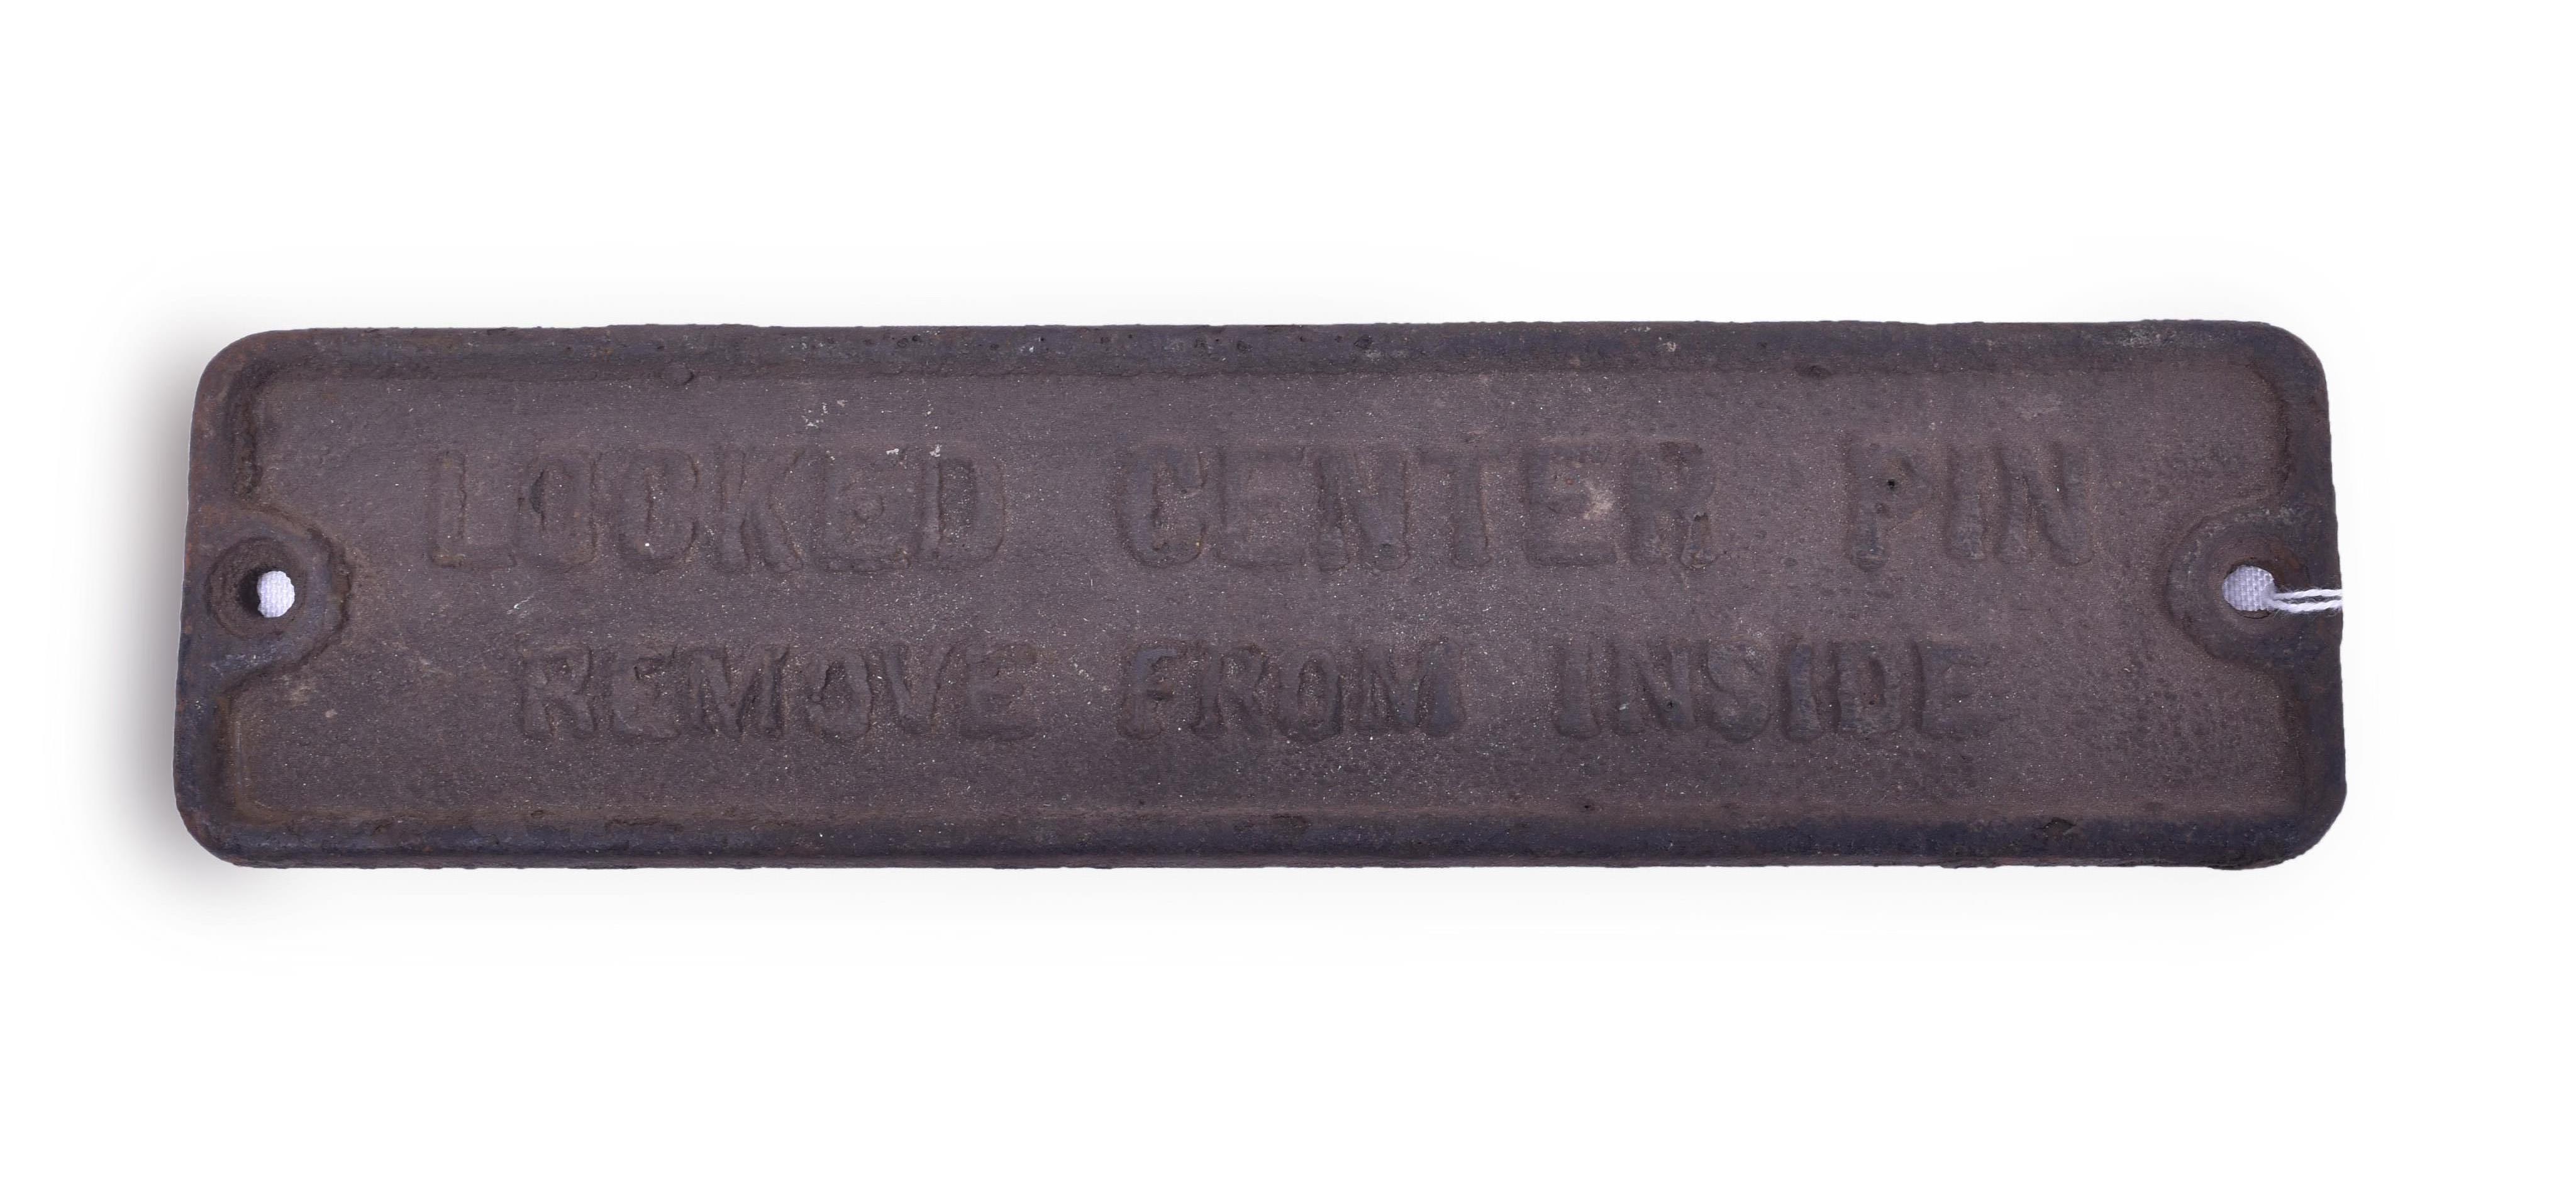 LOCKED CENTER PIN
REMOVE FROM INSIDE